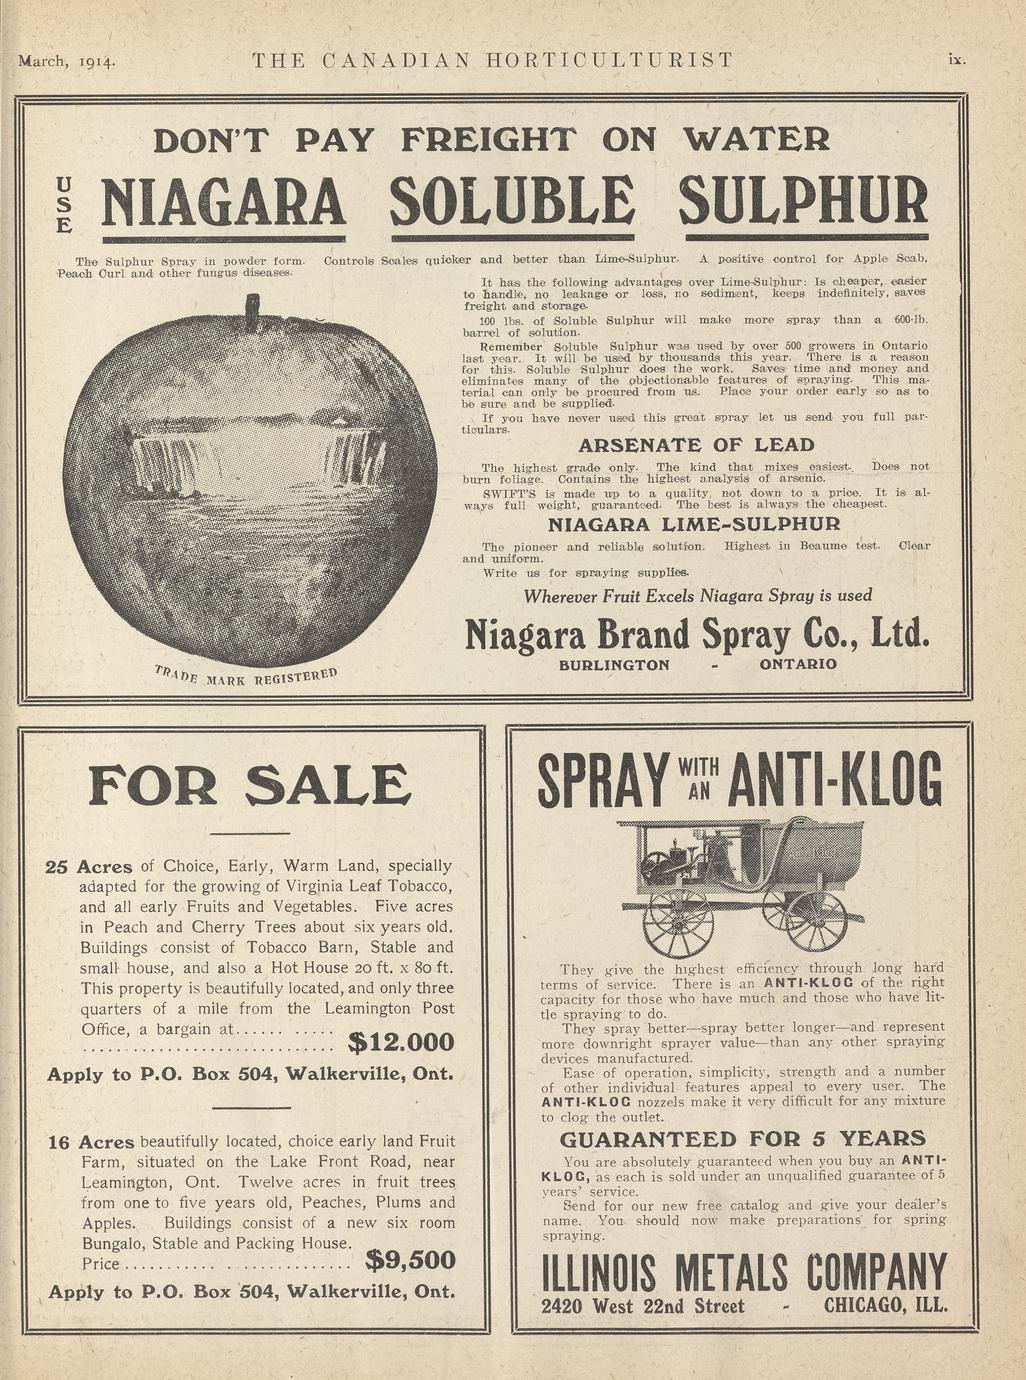 March, 1914.
THE CANADIAN HORTICULTURIST
ix.
DON'T PAY FREIGHT ON WATER
USE
NIAGARA SOLUBLE SULPHUR
The Sulphur Spray in powder form. Controls Scales quicker and better than Lime-Sulphur. A positive control for Apple Scab,
Peach Curl and other fungus diseases.
It has the following advantages over Lime-Sulphur: Is cheaper, easier
to handle, no leakage or loss, no sediment, keeps indefinitely, saves
freight and storage.
100 lbs. of Soluble Sulphur will make more spray than a 600-lb.
barrel of solution.
Remember Soluble Sulphur was used by over 500 growers in Ontario
last year. It will be used by thousands this year. There is a reason
for this. Soluble Sulphur does the work. Saves time and money and
eliminates many of the objectionable features of spraying. This ma-
terial can only be procured from us. Place your order early so as to
be sure and be supplied.
If you have never used this great spray let us send you full par-
ticulars.
ARSENATE OF LEAD
The highest grade only. The kind that mixes easiest. Does not
burn foliage. Contains the highest analysis of arsenic.
SWIFT'S is made up to a quality, not down to a price. It is al-
ways full weight, guaranteed. The best is always the cheapest.
NIAGARA LIME-SULPHUR
The pioneer and reliable solution. Highest in Beaume test. Clear
and uniform.
Write us for spraying supplies.
Wherever Fruit Excels Niagara Spray is used
Niagara Brand Spray Co., Ltd.
BURLINGTON - ONTARIO
TRADE MARK REGISTERED
FOR SALE
25 Acres of Choice, Early, Warm Land, specially
adapted for the growing of Virginia Leaf Tobacco,
and all early Fruits and Vegetables. Five acres
in Peach and Cherry Trees about six years old.
Buildings consist of Tobacco Barn, Stable and
small house, and also a Hot House 20 ft. x 80 ft.
This property is beautifully located, and only three
quarters of a mile from the Leamington Post
Office, a bargain at...... .....
.............................. $12.000
Apply to P.O. Box 504, Walkerville, Ont.
16 Acres beautifully located, choice early land Fruit
Farm, situated on the Lake Front Road, near
Leamington, Ont. Twelve acres in fruit trees
from one to five years old, Peaches, Plums and
Apples. Buildings consist of a new six room
Bungalo, Stable and Packing House.
Price........... ............... $9,500
Apply to P.O. Box 504, Walkerville, Ont.
SPRAY WITH AN ANTI-KLOG
They give the highest efficiency through long hard
terms of service. There is an ANTI-KLOG of the right
capacity for those who have much and those who have lit-
tle spraying to do.
They spray better—spray better longer—and represent
more downright sprayer value—than any other spraying
devices manufactured.
Ease of operation, simplicity, strength and a number
of other individual features appeal to every user. The
ANTI-KLOG nozzels make it very difficult for any mixture
to clog the outlet.
GUARANTEED FOR 5 YEARS
You are absolutely guaranteed when you buy an ANTI-
KLOG, as each is sold under an unqualified guarantee of 5
years' service.
Send for our new free catalog and give your dealer's
name. You should now make preparations for spring
spraying.
ILLINOIS METALS COMPANY
2420 West 22nd Street - CHICAGO, ILL.